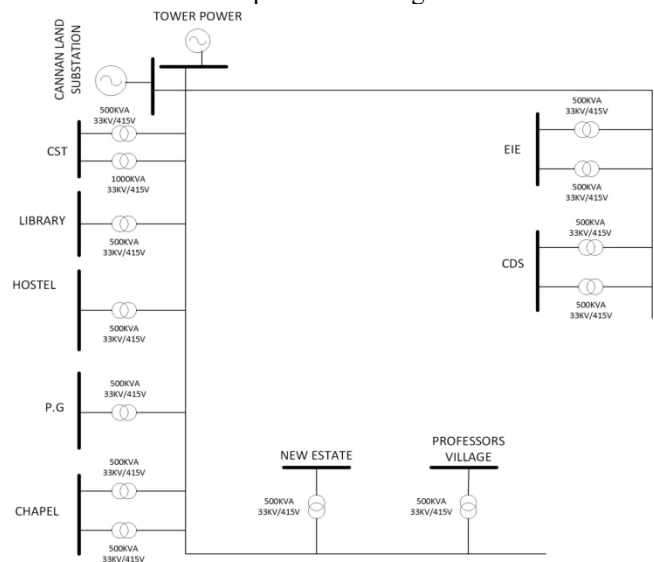 TOWER POWER
CANNAN LAND
SUBSTATION
500KVA
33KV/415V
CST
1000KVA
33KV/415V
LIBRARY
500KVA
33KV/415V
HOSTEL
500KVA
33KV/415V
500KVA
33KV/415V
P.G
500KVA
33KV/415V
CHAPEL
500KVA
33KV/415V
NEW ESTATE
500KVA
33KV/415V
PROFESSORS
VILLAGE
500KVA
33KV/415V
500KVA
33KV/415V
EIE
500KVA
33KV/415V
500KVA
33KV/415V
CDS
500KVA
33KV/415V